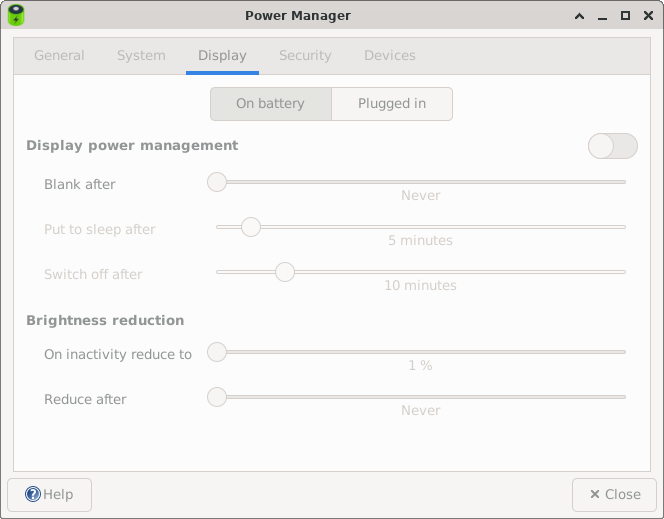 Power Manager
General System Display Security Devices
On battery Plugged in
Display power management
Blank after
Never
Put to sleep after
5 minutes
Switch off after
10 minutes
Brightness reduction
On inactivity reduce to
1 %
Reduce after
Never
Help Close